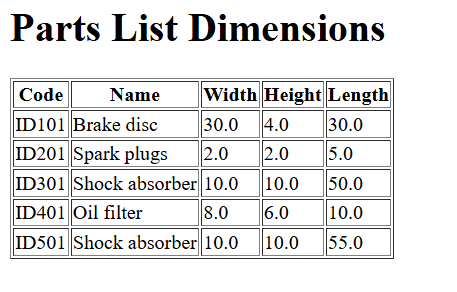 Parts List Dimensions
Code Name Width Height Length
ID101 Brake disc 30.0 4.0 30.0
ID201 Spark plugs 2.0 2.0 5.0
ID301 Shock absorber 10.0 10.0 50.0
ID401 Oil filter 8.0 6.0 10.0
ID501 Shock absorber 10.0 10.0 55.0